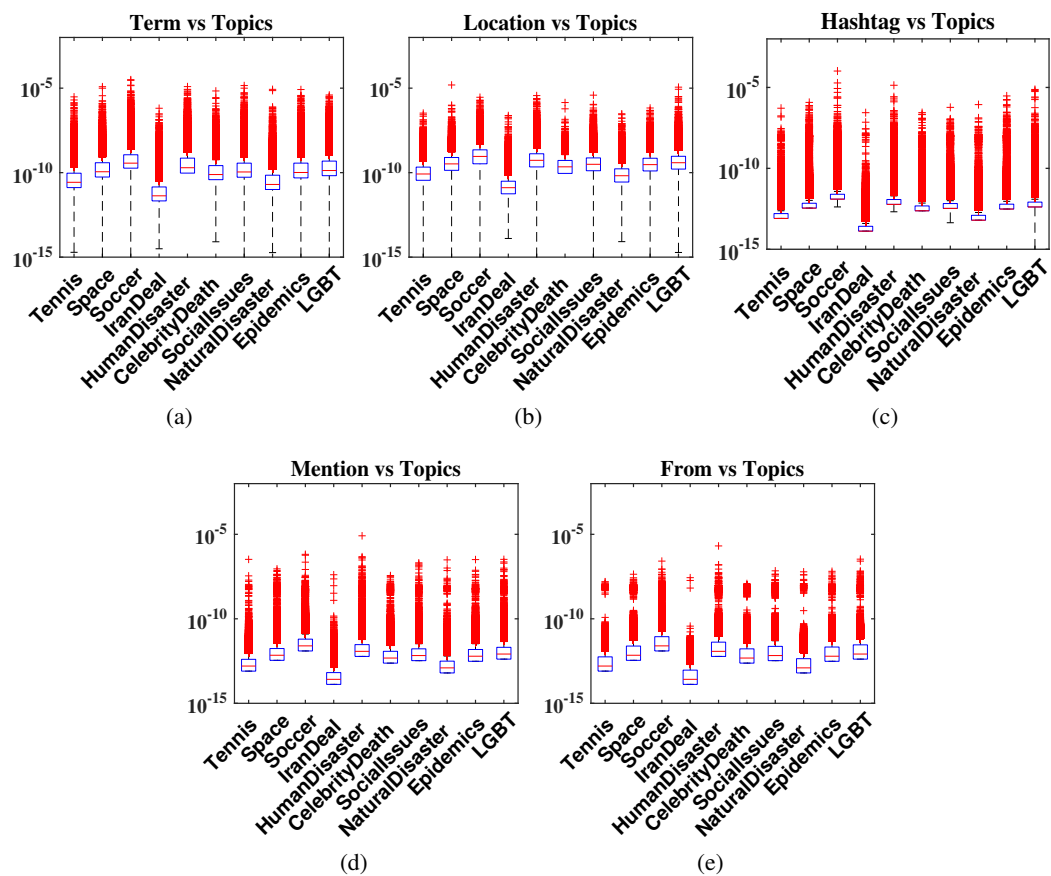 Term vs Topics
10^-5
10^-10
10^-15
Tennis
Space
Soccer
IranDeal
HumanDisaster
CelebrityDeath
SocialIssues
NaturalDisaster
Epidemics
LGBT
(a)
Location vs Topics
10^-5
10^-10
10^-15
Tennis
Space
Soccer
IranDeal
HumanDisaster
CelebrityDeath
SocialIssues
NaturalDisaster
Epidemics
LGBT
(b)
Hashtag vs Topics
10^-5
10^-10
10^-15
Tennis
Space
Soccer
IranDeal
HumanDisaster
CelebrityDeath
SocialIssues
NaturalDisaster
Epidemics
LGBT
(c)
Mention vs Topics
10^-5
10^-10
10^-15
Tennis
Space
Soccer
IranDeal
HumanDisaster
CelebrityDeath
SocialIssues
NaturalDisaster
Epidemics
LGBT
(d)
From vs Topics
10^-5
10^-10
10^-15
Tennis
Space
Soccer
IranDeal
HumanDisaster
CelebrityDeath
SocialIssues
NaturalDisaster
Epidemics
LGBT
(e)